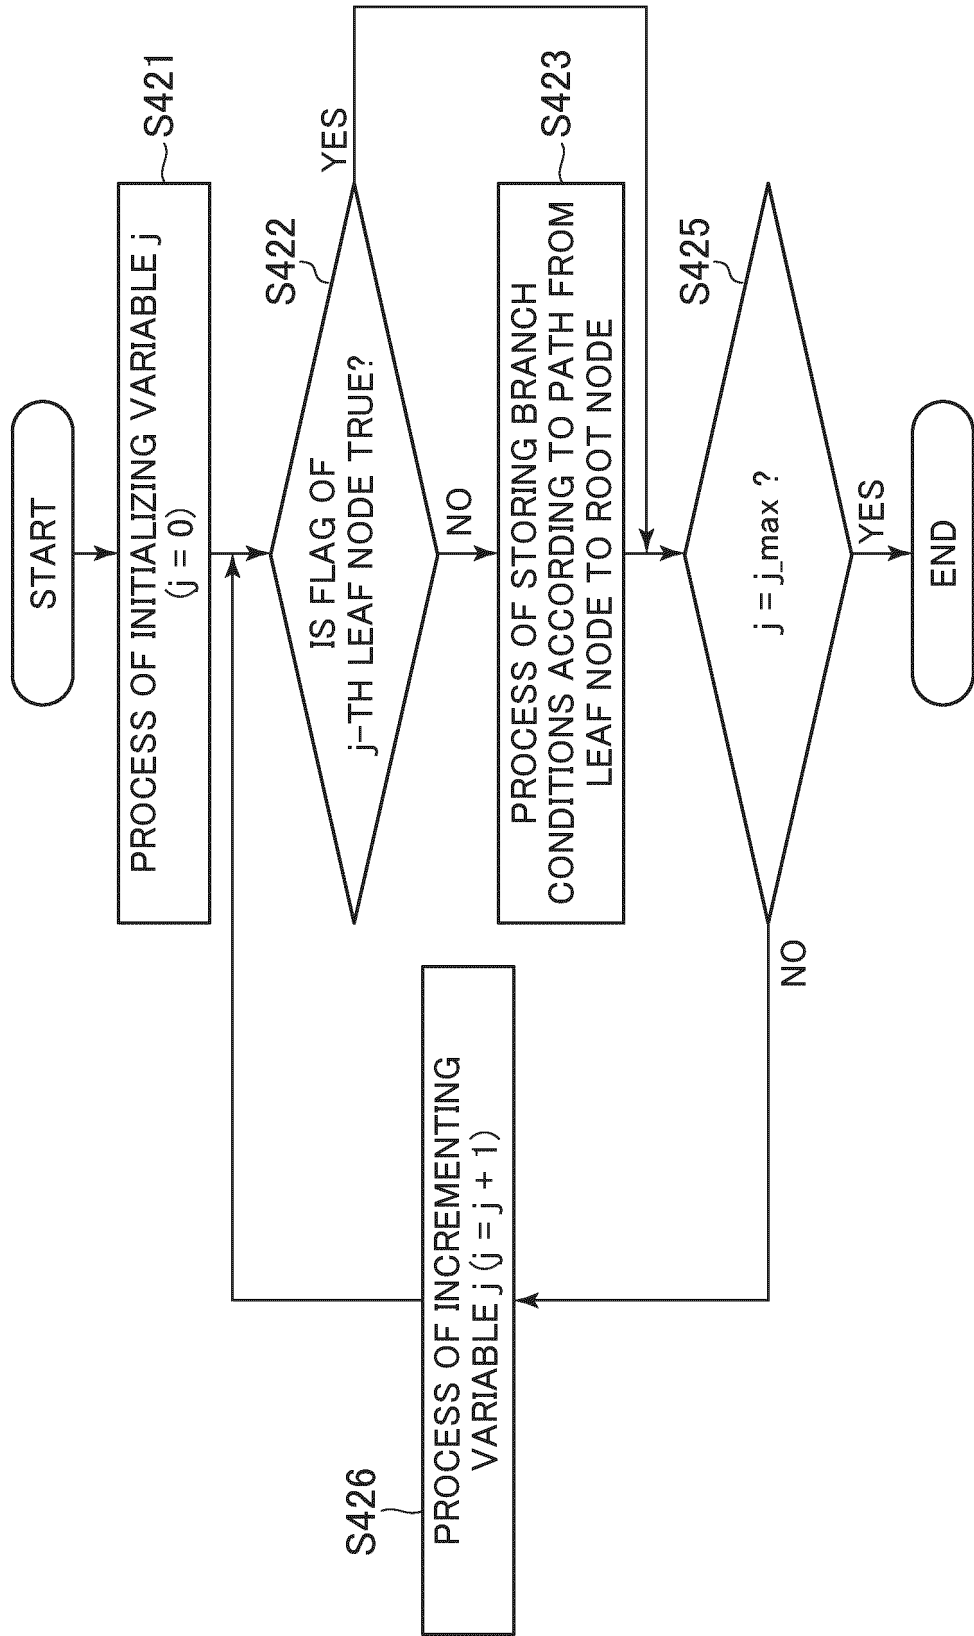 START
PROCESS OF INITIALIZING VARIABLE j
(j = 0)
S421
IS FLAG OF
j-TH LEAF NODE TRUE?
S422
YES
NO
PROCESS OF STORING BRANCH
CONDITIONS ACCORDING TO PATH FROM
LEAF NODE TO ROOT NODE
S423
j = j_max ?
S425
YES
NO
S426
PROCESS OF INCREMENTING
VARIABLE j (j = j + 1)
END